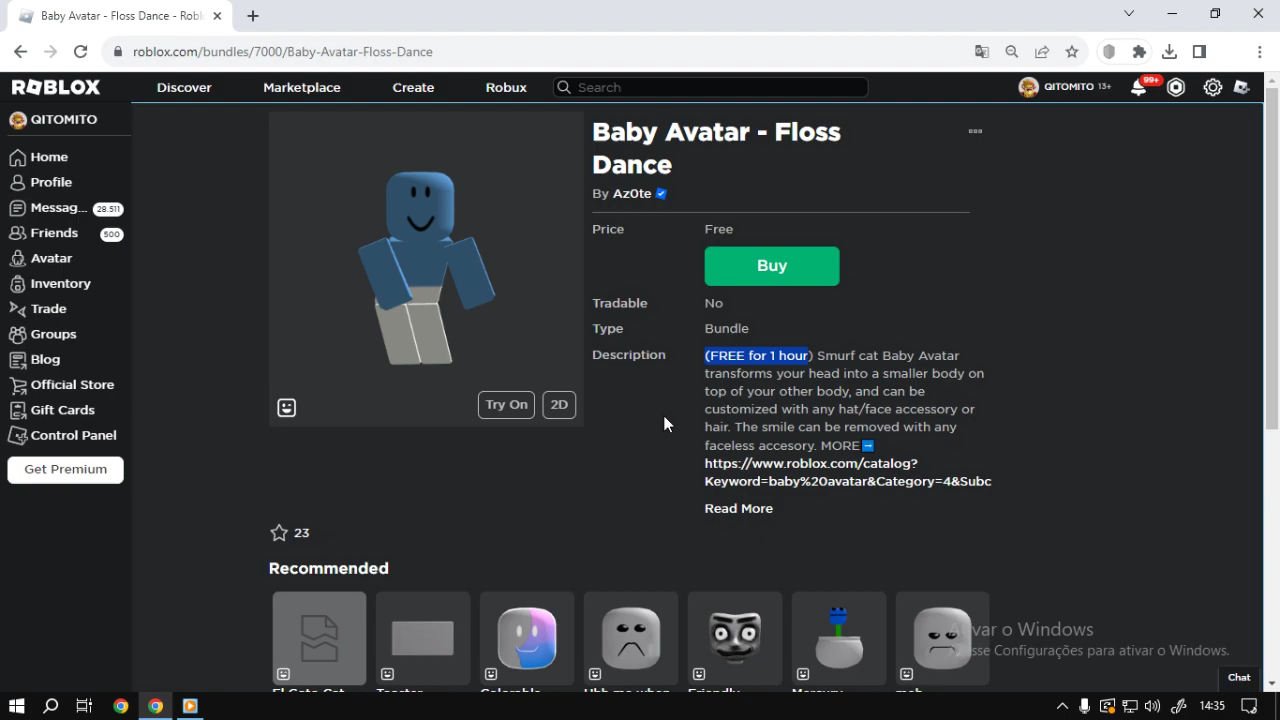 Baby Avatar - Floss Dance - Robl
roblox.com/bundles/7000/Baby-Avatar-Floss-Dance
ROBLOX
Discover
Marketplace
Create
Robux
Search
QITOMITO 13+
99+
QITOMITO
Home
Profile
Messag... 28.511
Friends 500
Avatar
Inventory
Trade
Groups
Blog
Official Store
Gift Cards
Control Panel
Get Premium
Try On
2D
Baby Avatar - Floss
Dance
By Az0te
Price Free
Buy
Tradable No
Type Bundle
Description (FREE for 1 hour) Smurf cat Baby Avatar
transforms your head into a smaller body on
top of your other body, and can be
customized with any hat/face accessory or
hair. The smile can be removed with any
faceless accesory. MORE
https://www.roblox.com/catalog?
Keyword=baby%20avatar&Category=4&Subc
Read More
23
Recommended
Toaster
Colorable
Friendly
Mercury
meh
Windows
Configurações para ativar o Windows.
Chat
14:35